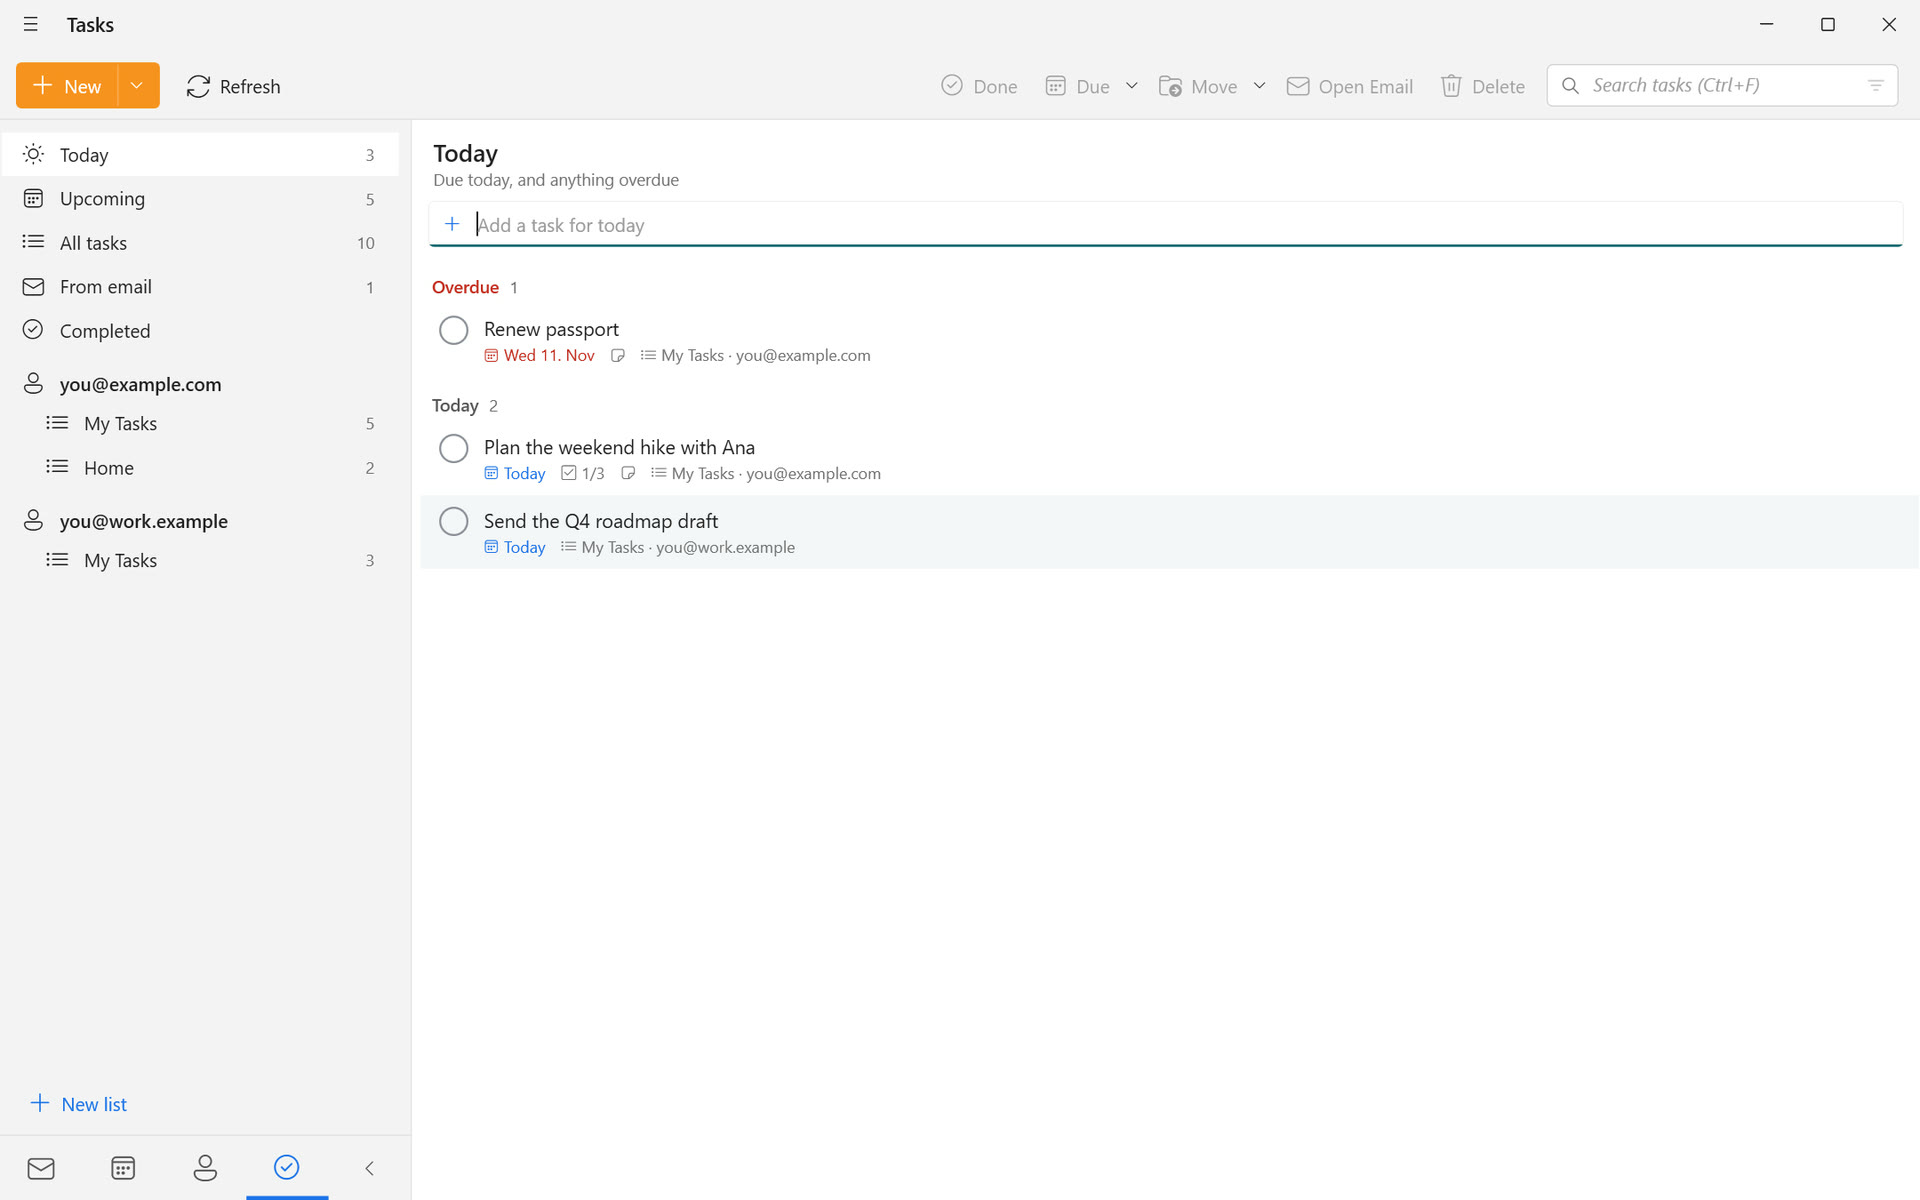 Tasks
New
Refresh
Done
Due
Move
Open Email
Delete
Search tasks (Ctrl+F)
Today 3
Upcoming 5
All tasks 10
From email 1
Completed
you@example.com
My Tasks 5
Home 2
you@work.example
My Tasks 3
New list
Today
Due today, and anything overdue
Add a task for today
Overdue 1
Renew passport
Wed 11. Nov My Tasks · you@example.com
Today 2
Plan the weekend hike with Ana
Today 1/3 My Tasks · you@example.com
Send the Q4 roadmap draft
Today My Tasks · you@work.example